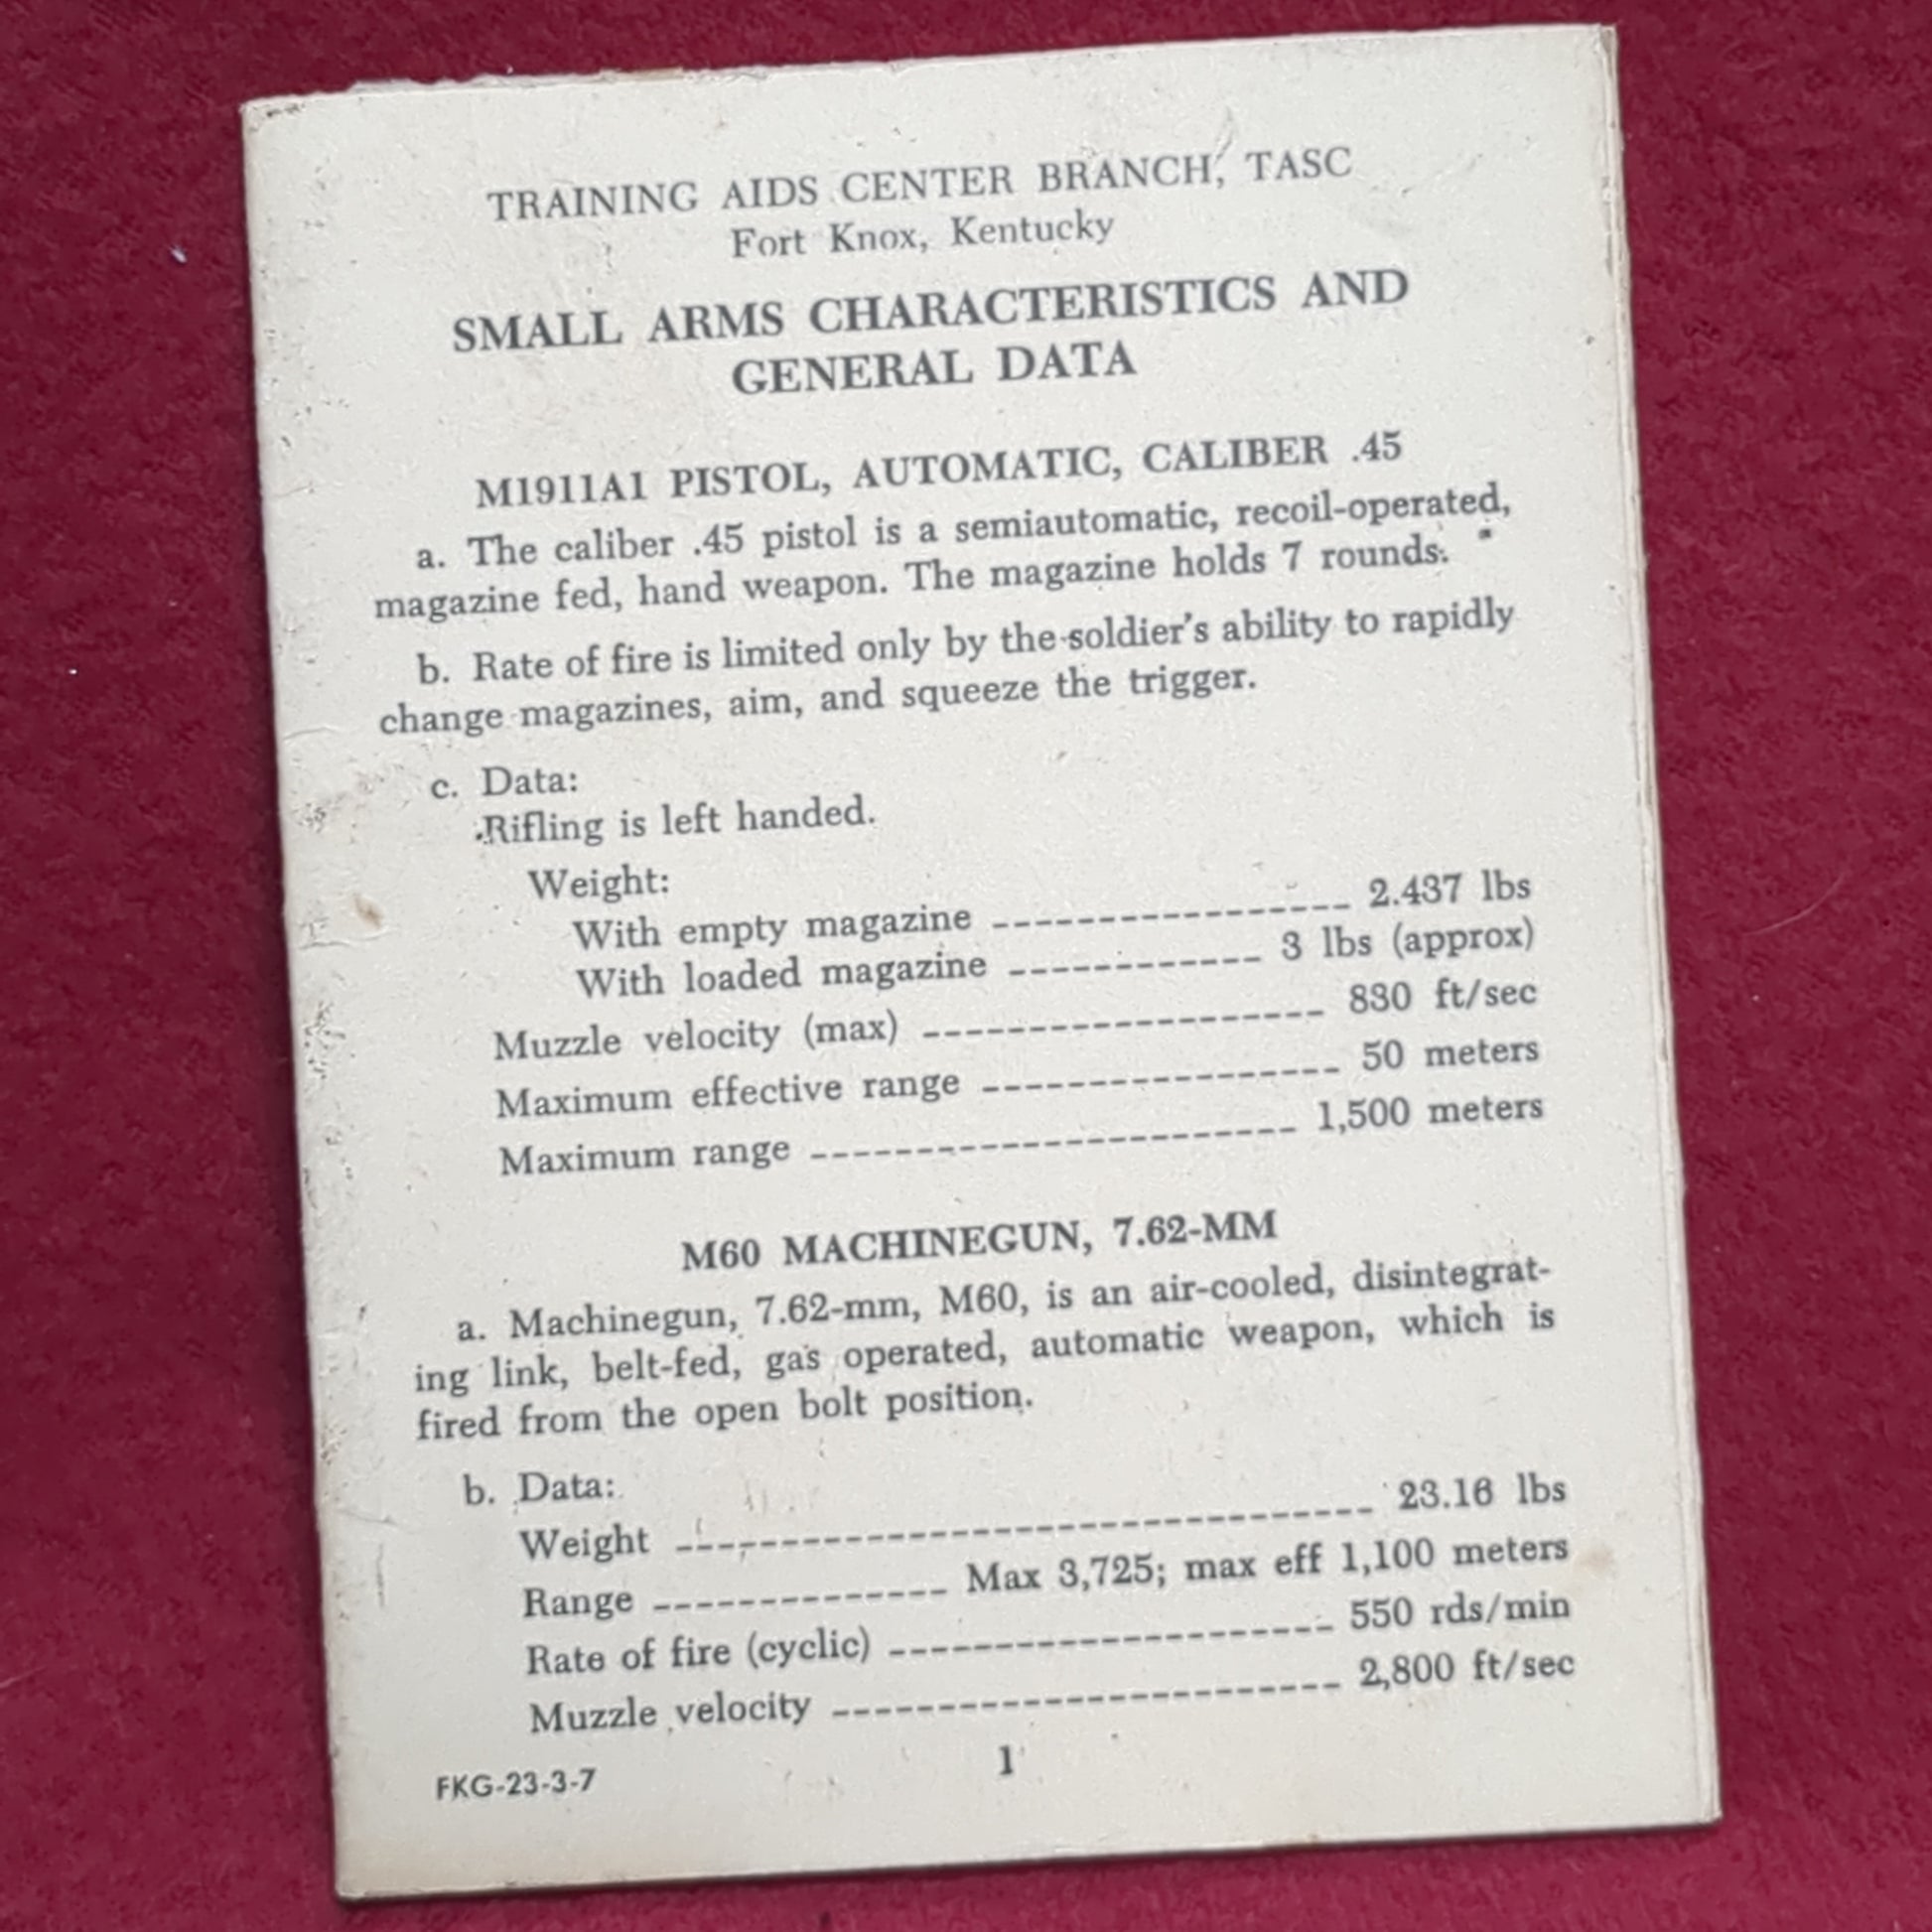 TRAINING AIDS CENTER BRANCH, TASC
Fort Knox, Kentucky
SMALL ARMS CHARACTERISTICS AND
GENERAL DATA
M1911A1 PISTOL, AUTOMATIC, CALIBER .45
a. The caliber .45 pistol is a semiautomatic, recoil-operated,
magazine fed, hand weapon. The magazine holds 7 rounds.
b. Rate of fire is limited only by the soldier's ability to rapidly
change magazines, aim, and squeeze the trigger.
c. Data:
Rifling is left handed.
Weight:
With empty magazine ----------------- 2.437 lbs
With loaded magazine ------------ 3 lbs (approx)
Muzzle velocity (max) ------------------- 830 ft/sec
Maximum effective range ----------------- 50 meters
Maximum range ----------------------- 1,500 meters
M60 MACHINEGUN, 7.62-MM
a. Machinegun, 7.62-mm, M60, is an air-cooled, disintegrat-
ing link, belt-fed, gas operated, automatic weapon, which is
fired from the open bolt position.
b. Data:
Weight --------------------------------- 23.16 lbs
Range -------------- Max 3,725; max eff 1,100 meters
Rate of fire (cyclic) --------------------- 550 rds/min
Muzzle velocity ------------------------ 2,800 ft/sec
FKG-23-3-7
1